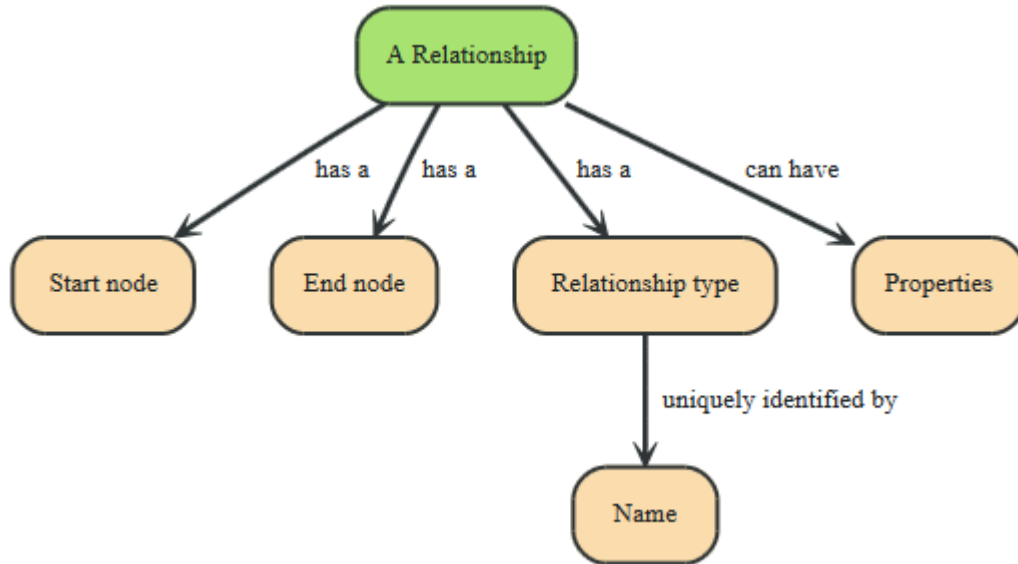 A Relationship
has a
has a
has a
can have
Start node
End node
Relationship type
Properties
uniquely identified by
Name